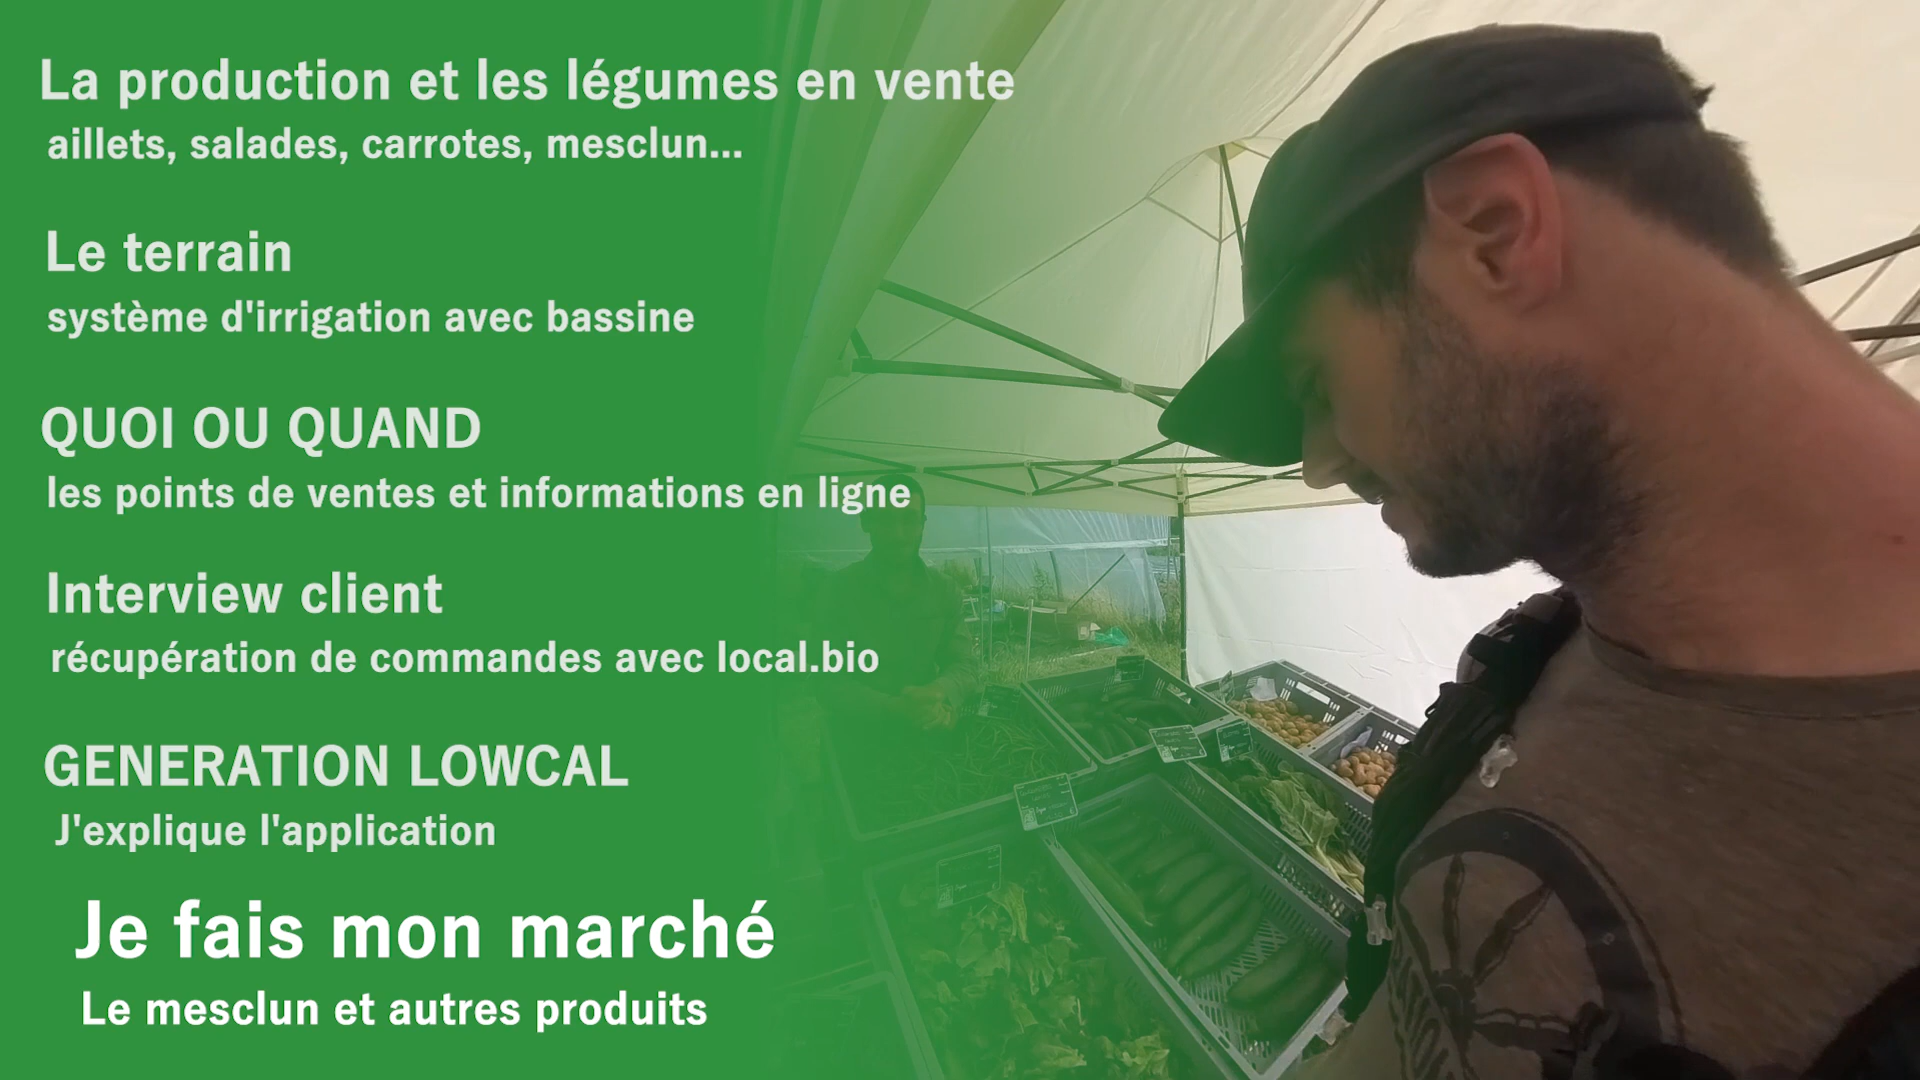 La production et les légumes en vente
aillets, salades, carrotes, mesclun...
Le terrain
système d'irrigation avec bassine
QUOI OU QUAND
les points de ventes et informations en ligne
Interview client
récupération de commandes avec local.bio
GENERATION LOWCAL
J'explique l'application
Je fais mon marché
Le mesclun et autres produits